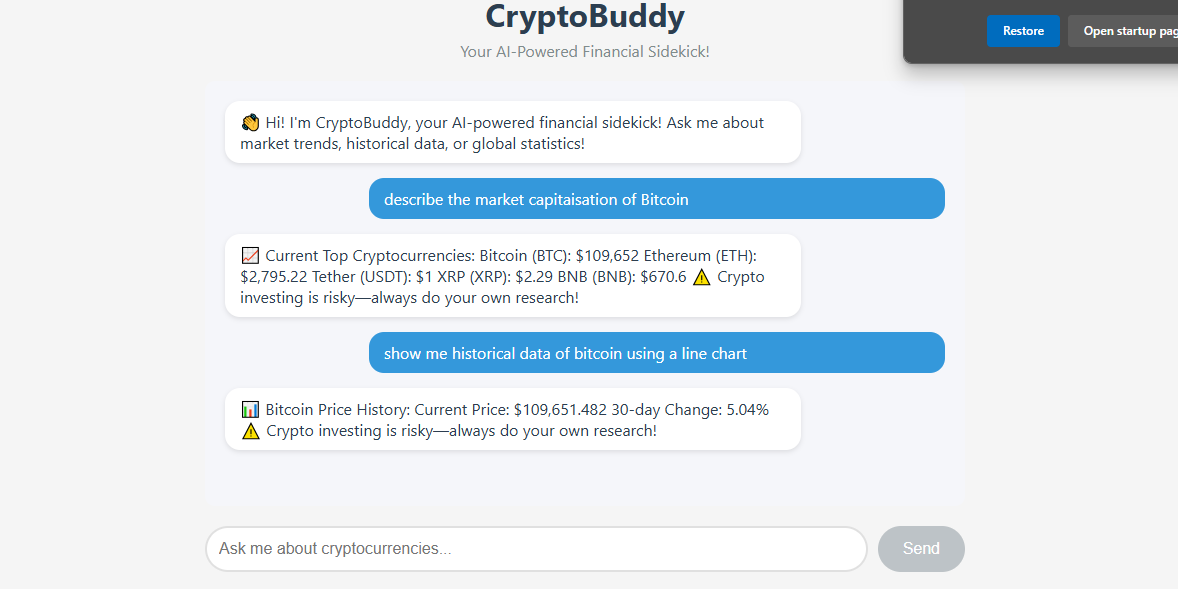 CryptoBuddy
Your AI-Powered Financial Sidekick!
Restore
Open startup pag
👋 Hi! I'm CryptoBuddy, your AI-powered financial sidekick! Ask me about
market trends, historical data, or global statistics!
describe the market capitaisation of Bitcoin
📈 Current Top Cryptocurrencies: Bitcoin (BTC): $109,652 Ethereum (ETH):
$2,795.22 Tether (USDT): $1 XRP (XRP): $2.29 BNB (BNB): $670.6 ⚠️ Crypto
investing is risky—always do your own research!
show me historical data of bitcoin using a line chart
📊 Bitcoin Price History: Current Price: $109,651.482 30-day Change: 5.04%
⚠️ Crypto investing is risky—always do your own research!
Ask me about cryptocurrencies...
Send